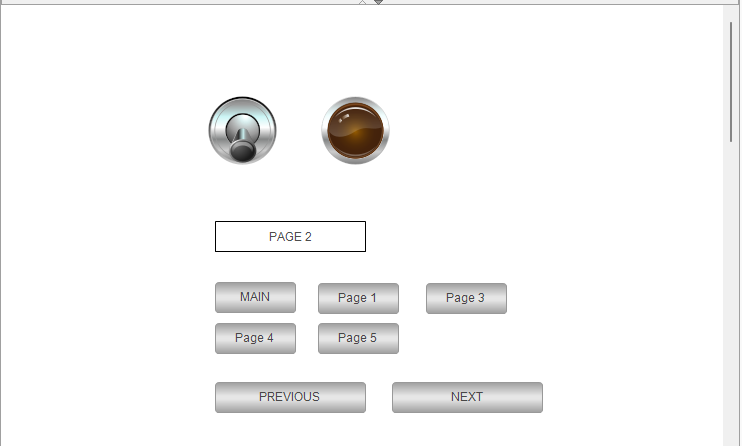 PAGE 2
MAIN
Page 1
Page 3
Page 4
Page 5
PREVIOUS
NEXT